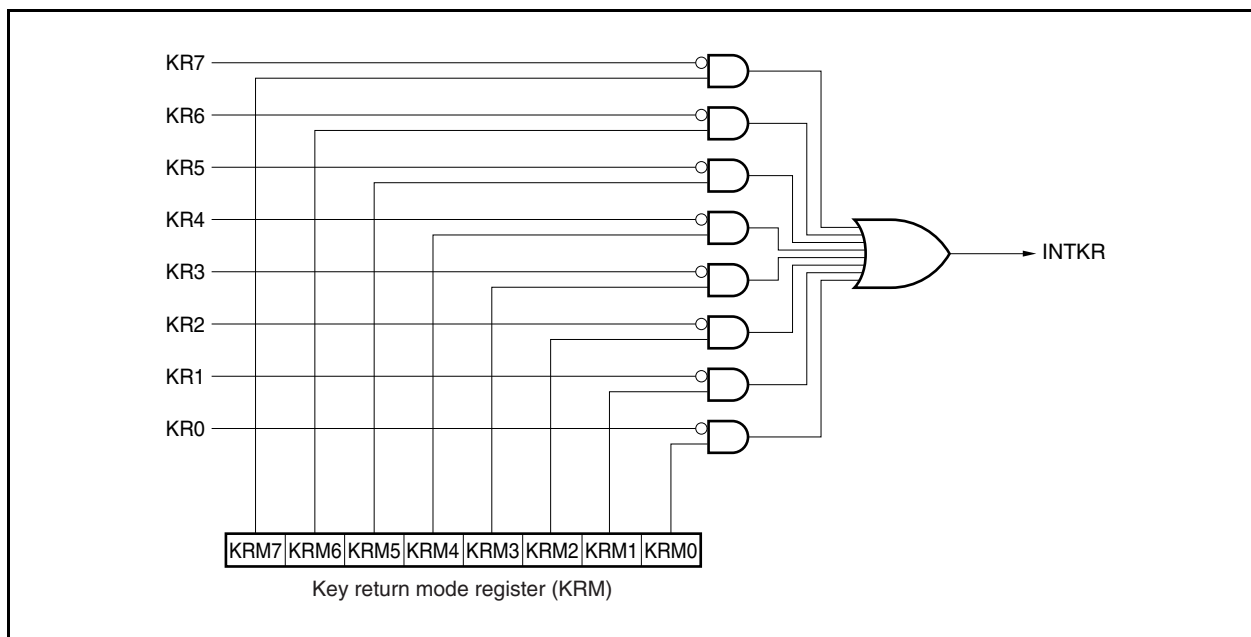 KR7
KR6
KR5
KR4
KR3
INTKR
KR2
KR1
KR0
KRM7 KRM6 KRM5 KRM4 KRM3 KRM2 KRM1 KRM0
Key return mode register (KRM)